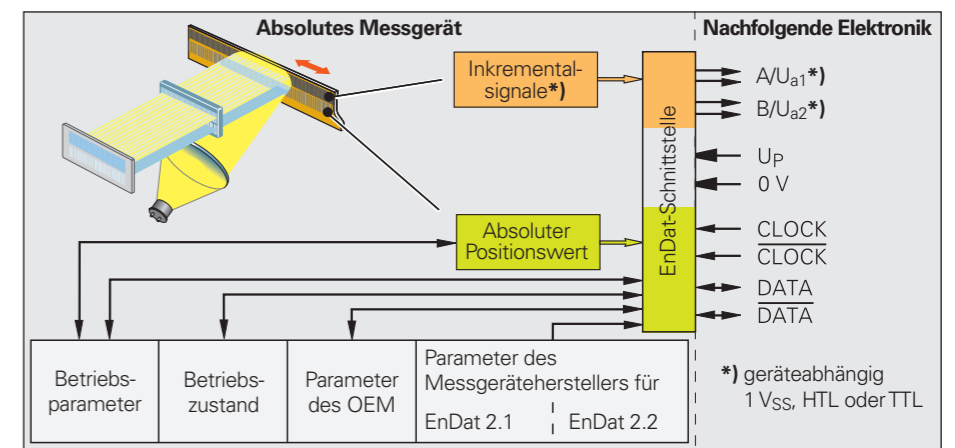 Absolutes Messgerät
Nachfolgende Elektronik
Inkremental-
signale*)
A/Ua1*)
B/Ua2*)
UP
0 V
EnDat-Schnittstelle
Absoluter
Positionswert
CLOCK
CLOCK
DATA
DATA
Betriebs-
parameter
Betriebs-
zustand
Parameter
des OEM
Parameter des
Messgeräteherstellers für
EnDat 2.1
EnDat 2.2
*) geräteabhängig
1 VSS, HTL oder TTL